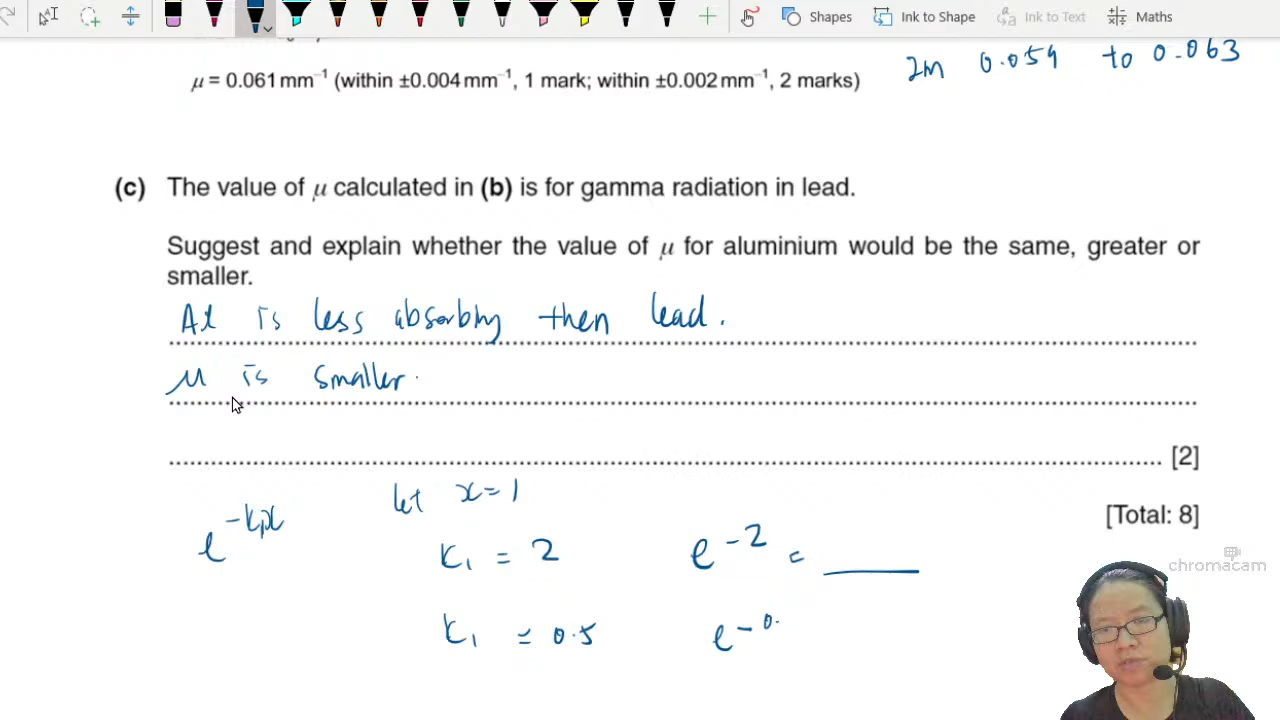 Shapes Ink to Shape Ink to Text Maths
2m 0.059 to 0.063
μ = 0.061 mm⁻¹ (within ±0.004 mm⁻¹, 1 mark; within ±0.002 mm⁻¹, 2 marks)
(c) The value of μ calculated in (b) is for gamma radiation in lead.
Suggest and explain whether the value of μ for aluminium would be the same, greater or
smaller.
Al is less absorbing then lead.
μ is smaller.
[2]
let x = 1
[Total: 8]
e^-k₁x
k₁ = 2 e^-2 =
chromacam
k₁ = 0.5 e^-0.